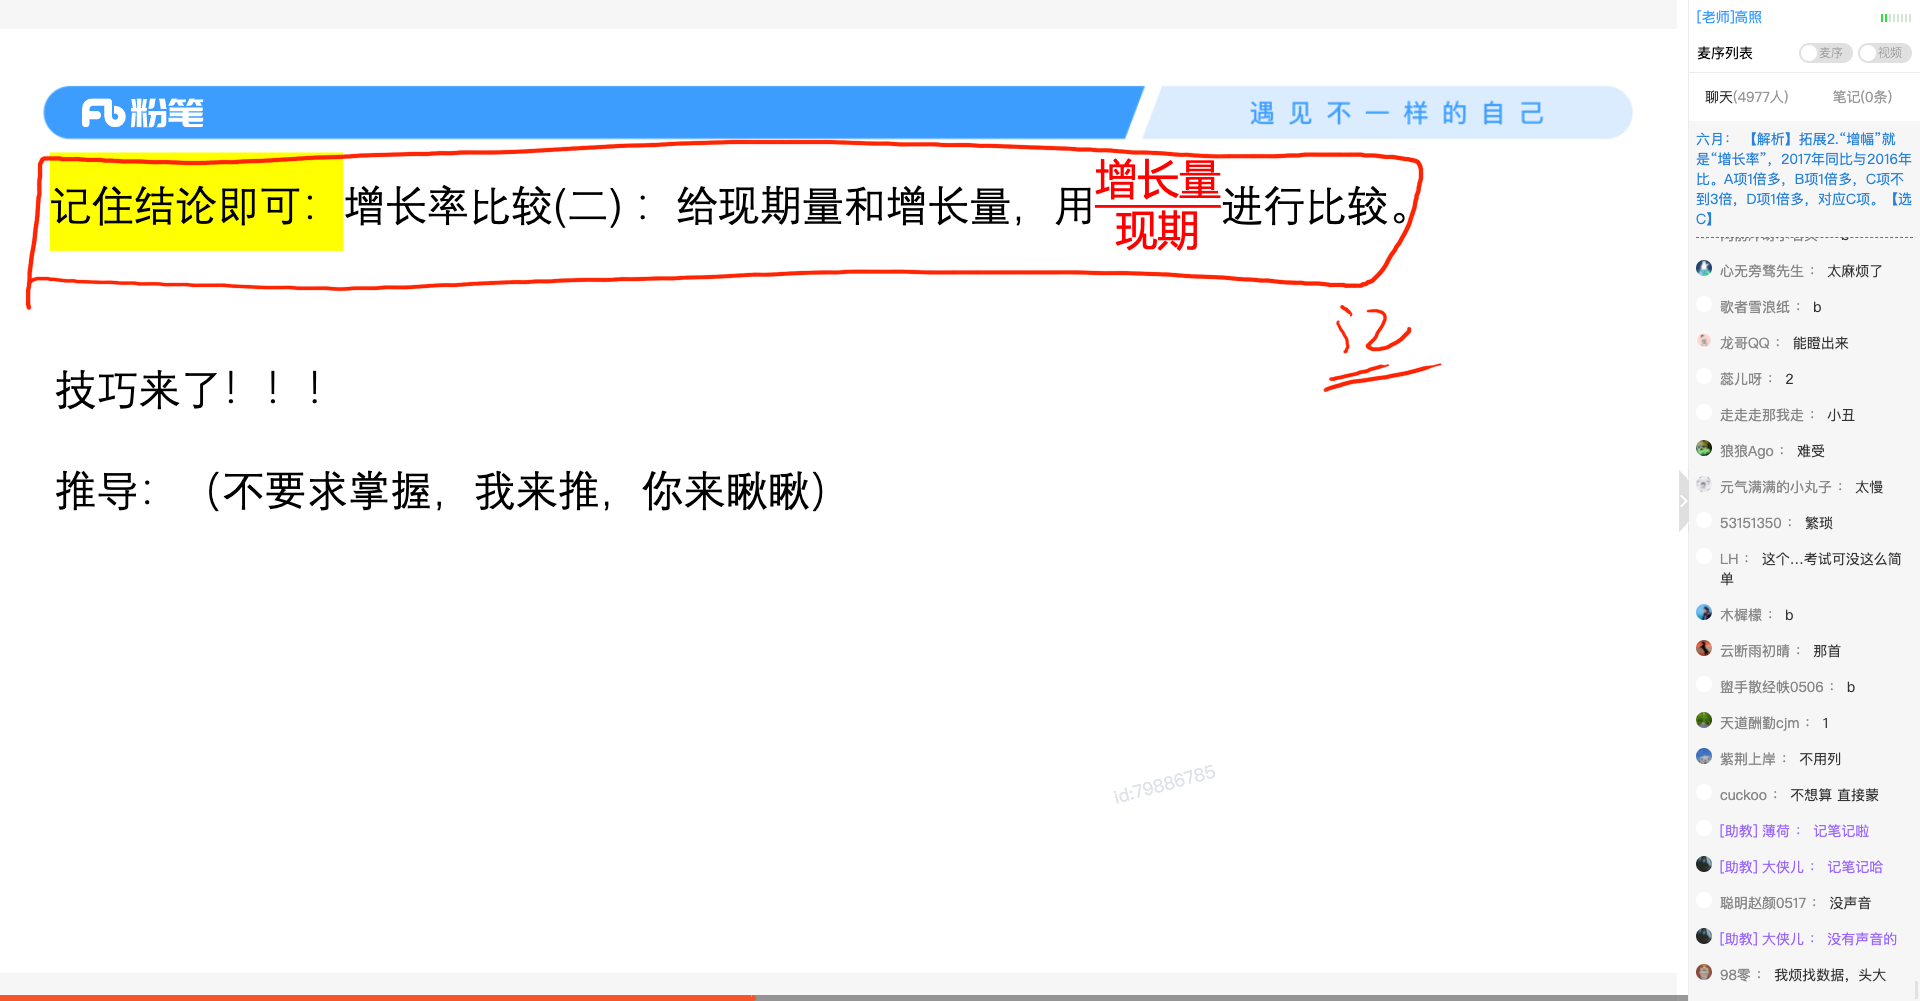 粉笔
遇见不一样的自己
记住结论即可：增长率比较(二)：给现期量和增长量，用增长量/现期进行比较。
记
技巧来了！！！
推导：（不要求掌握，我来推，你来瞅瞅）
id:79886785
[老师]高照
麦序列表 麦序 视频
聊天(4977人) 笔记(0条)
六月： 【解析】拓展2.“增幅”就
是“增长率”，2017年同比与2016年
比。A项1倍多，B项1倍多，C项不
到3倍，D项1倍多，对应C项。【选
C】
心无旁骛先生： 太麻烦了
歌者雪浪纸： b
龙哥QQ： 能瞪出来
蕊儿呀： 2
走走走那我走： 小丑
狼狼Ago： 难受
元气满满的小丸子： 太慢
53151350： 繁琐
LH： 这个...考试可没这么简
单
木樨檬： b
云断雨初晴： 那首
盥手散经帙0506： b
天道酬勤cjm： 1
紫荆上岸： 不用列
cuckoo： 不想算 直接蒙
[助教] 薄荷： 记笔记啦
[助教] 大侠儿： 记笔记哈
聪明赵颜0517： 没声音
[助教] 大侠儿： 没有声音的
98零： 我烦找数据，头大